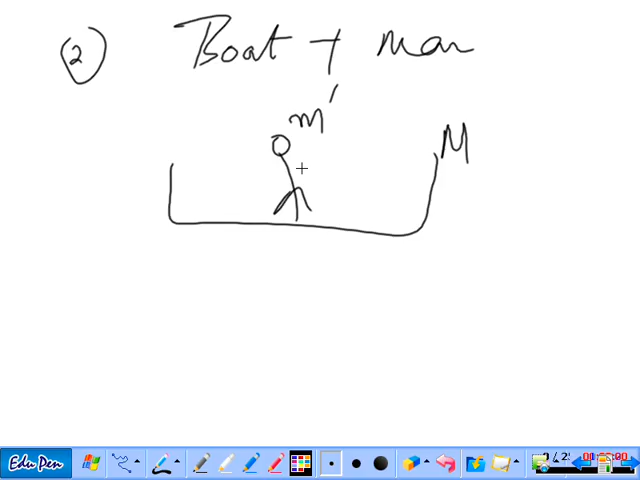 ② Boat + man
m'
M
Edu Pen